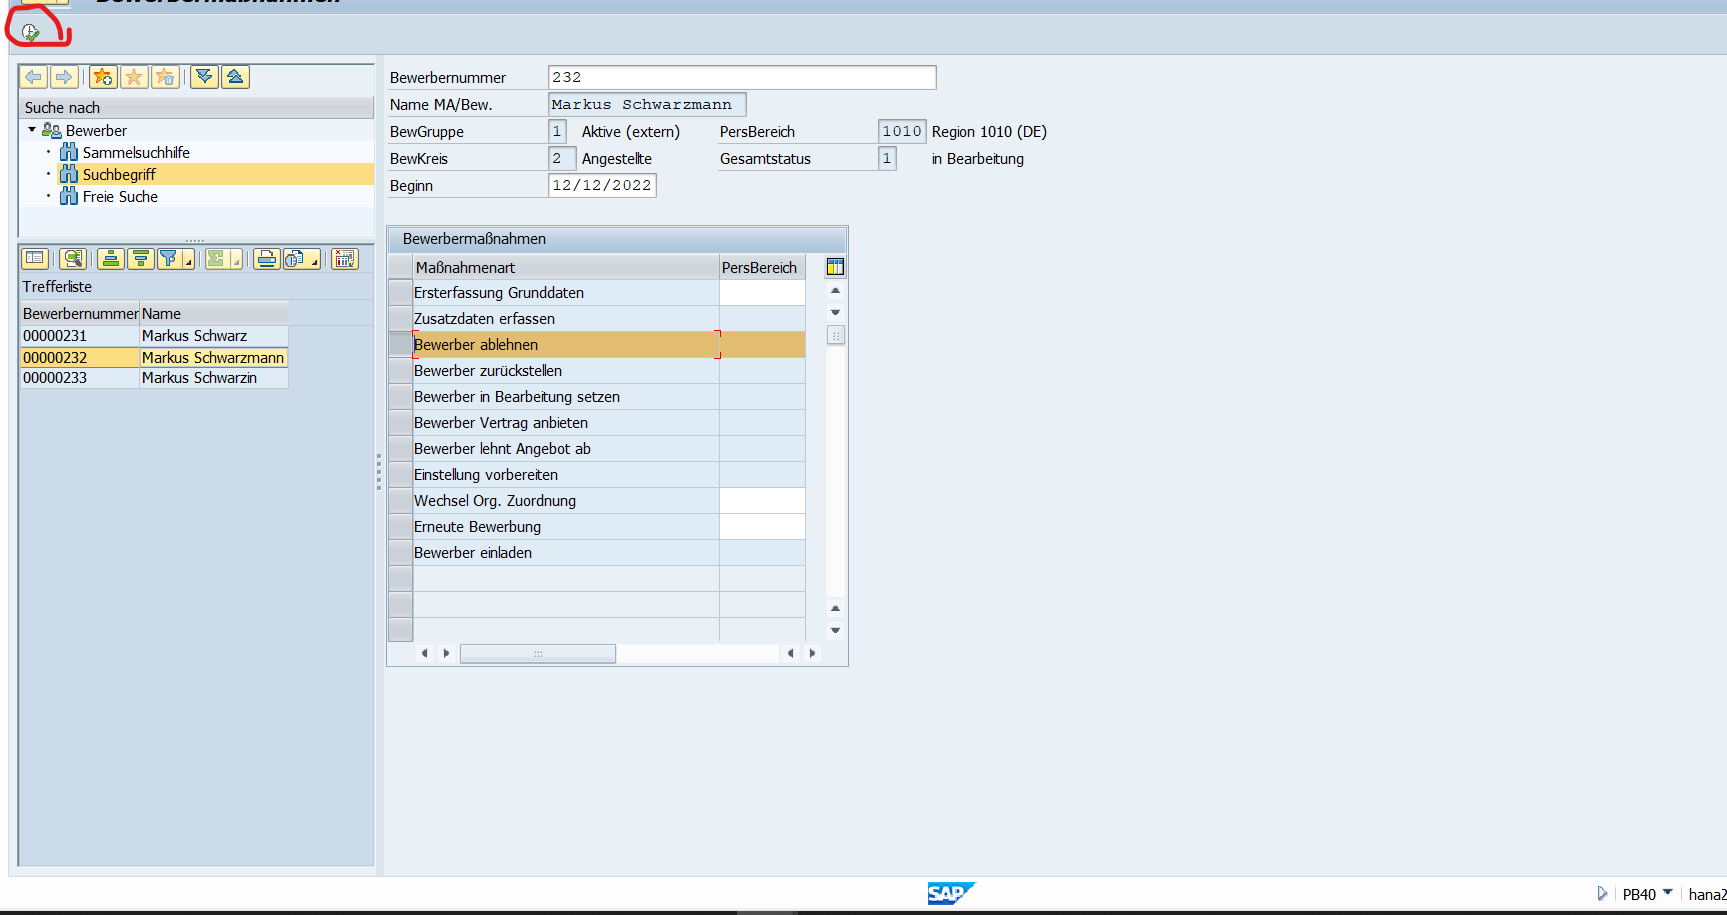 Bewerbermaßnahmen
Suche nach
Bewerber
Sammelsuchhilfe
Suchbegriff
Freie Suche
Trefferliste
Bewerbernummer Name
00000231 Markus Schwarz
00000232 Markus Schwarzmann
00000233 Markus Schwarzin
Bewerbernummer 232
Name MA/Bew. Markus Schwarzmann
BewGruppe 1 Aktive (extern) PersBereich 1010 Region 1010 (DE)
BewKreis 2 Angestellte Gesamtstatus 1 in Bearbeitung
Beginn 12/12/2022
Bewerbermaßnahmen
Maßnahmenart PersBereich
Ersterfassung Grunddaten
Zusatzdaten erfassen
Bewerber ablehnen
Bewerber zurückstellen
Bewerber in Bearbeitung setzen
Bewerber Vertrag anbieten
Bewerber lehnt Angebot ab
Einstellung vorbereiten
Wechsel Org. Zuordnung
Erneute Bewerbung
Bewerber einladen
SAP PB40 hana2